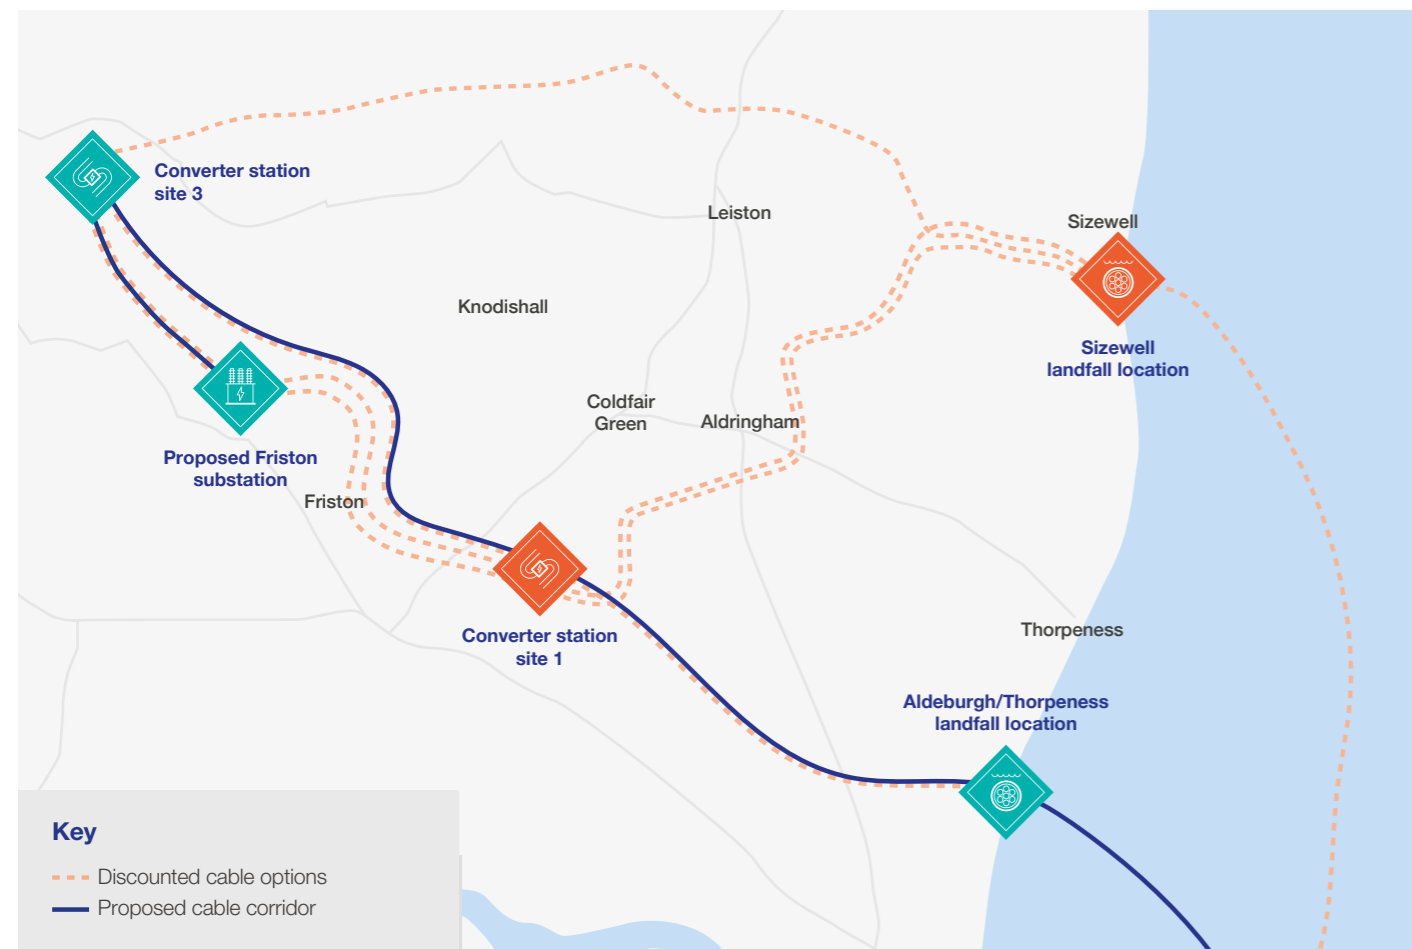 Converter station
site 3
Leiston
Sizewell
Knodishall
Sizewell
landfall location
Coldfair
Green
Aldringham
Proposed Friston
substation
Friston
Converter station
site 1
Thorpeness
Aldeburgh/Thorpeness
landfall location
Key
Discounted cable options
Proposed cable corridor